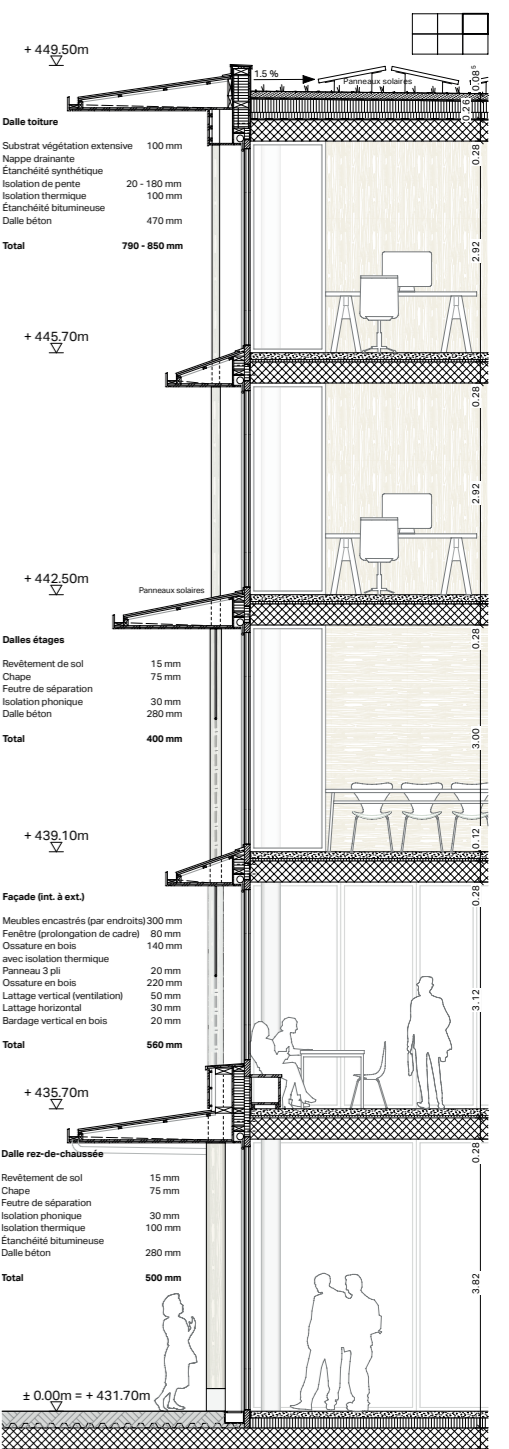 + 449.50m
1.5 %
Panneaux solaires
0.08⁵
0.26
Dalle toiture
Substrat végétation extensive 100 mm
Nappe drainante
Étanchéité synthétique
Isolation de pente 20 - 180 mm
Isolation thermique 100 mm
Étanchéité bitumineuse
Dalle béton 470 mm
Total 790 - 850 mm
0.28
2.92
+ 445.70m
0.28
2.92
+ 442.50m
Panneaux solaires
Dalles étages
Revêtement de sol 15 mm
Chape 75 mm
Feutre de séparation
Isolation phonique 30 mm
Dalle béton 280 mm
Total 400 mm
0.28
3.00
+ 439.10m
0.12
0.28
Façade (int. à ext.)
Meubles encastrés (par endroits) 300 mm
Fenêtre (prolongation de cadre) 80 mm
Ossature en bois 140 mm
avec isolation thermique
Panneau 3 pli 20 mm
Ossature en bois 220 mm
Lattage vertical (ventilation) 50 mm
Lattage horizontal 30 mm
Bardage vertical en bois 20 mm
Total 560 mm
3.12
+ 435.70m
0.28
Dalle rez-de-chaussée
Revêtement de sol 15 mm
Chape 75 mm
Feutre de séparation
Isolation phonique 30 mm
Isolation thermique 100 mm
Étanchéité bitumineuse
Dalle béton 280 mm
Total 500 mm
3.82
± 0.00m = + 431.70m